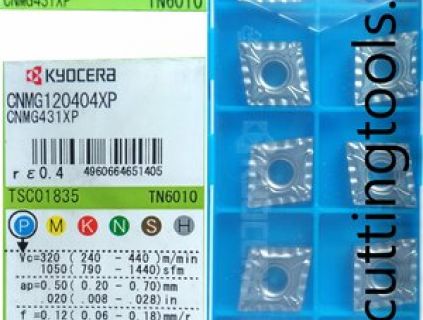 CNMG431XP TN6010
KYOCERA
CNMG120404XP
CNMG431XP
rε0.4 4960664651405
TSC01835 TN6010
P M K N S H
Vc=320 ( 240 - 440) m/min
1050 (790 - 1440) sfm
ap=0.50 (0.20 - 0.70) mm
.020 (.008 - .028) in
f =0.12 (0.06 - 0.18) mm/r
cuttingtools.